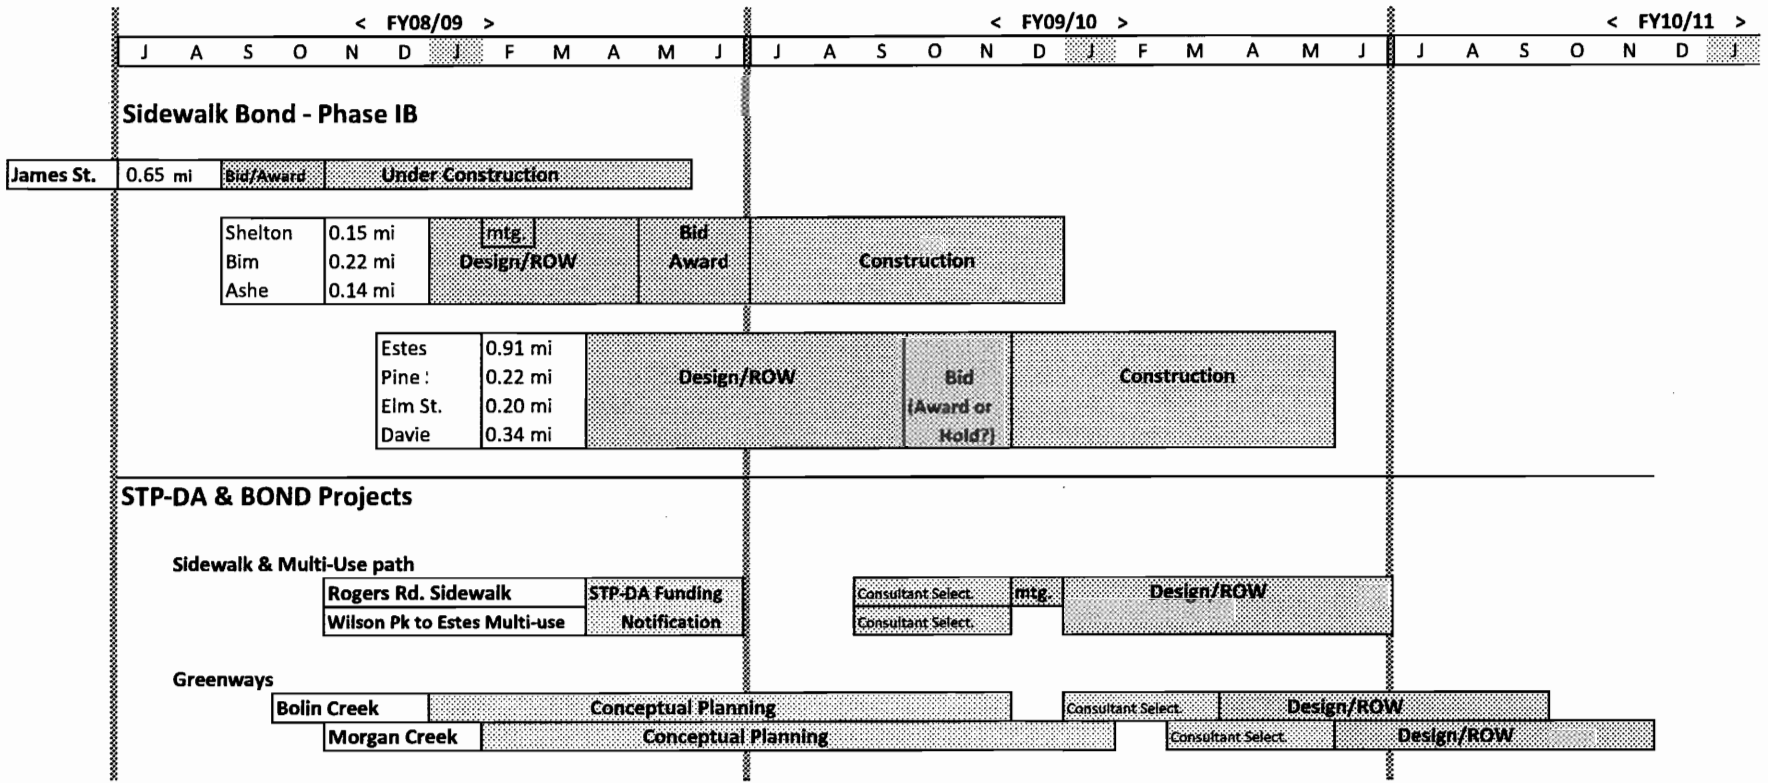 < FY08/09 > < FY09/10 > < FY10/11 >
J A S O N D J F M A M J J A S O N D J F M A M J J A S O N D J
Sidewalk Bond - Phase IB
James St. 0.65 mi Bid/Award Under Construction
Shelton 0.15 mi mtg. Bid
Bim 0.22 mi Design/ROW Award Construction
Ashe 0.14 mi
Estes 0.91 mi
Pine : 0.22 mi Design/ROW Bid Construction
Elm St. 0.20 mi (Award or
Davie 0.34 mi Hold?)
STP-DA & BOND Projects
Sidewalk & Multi-Use path
Rogers Rd. Sidewalk STP-DA Funding Consultant Select. mtg. Design/ROW
Wilson Pk to Estes Multi-use Notification Consultant Select.
Greenways
Bolin Creek Conceptual Planning Consultant Select. Design/ROW
Morgan Creek Conceptual Planning Consultant Select. Design/ROW